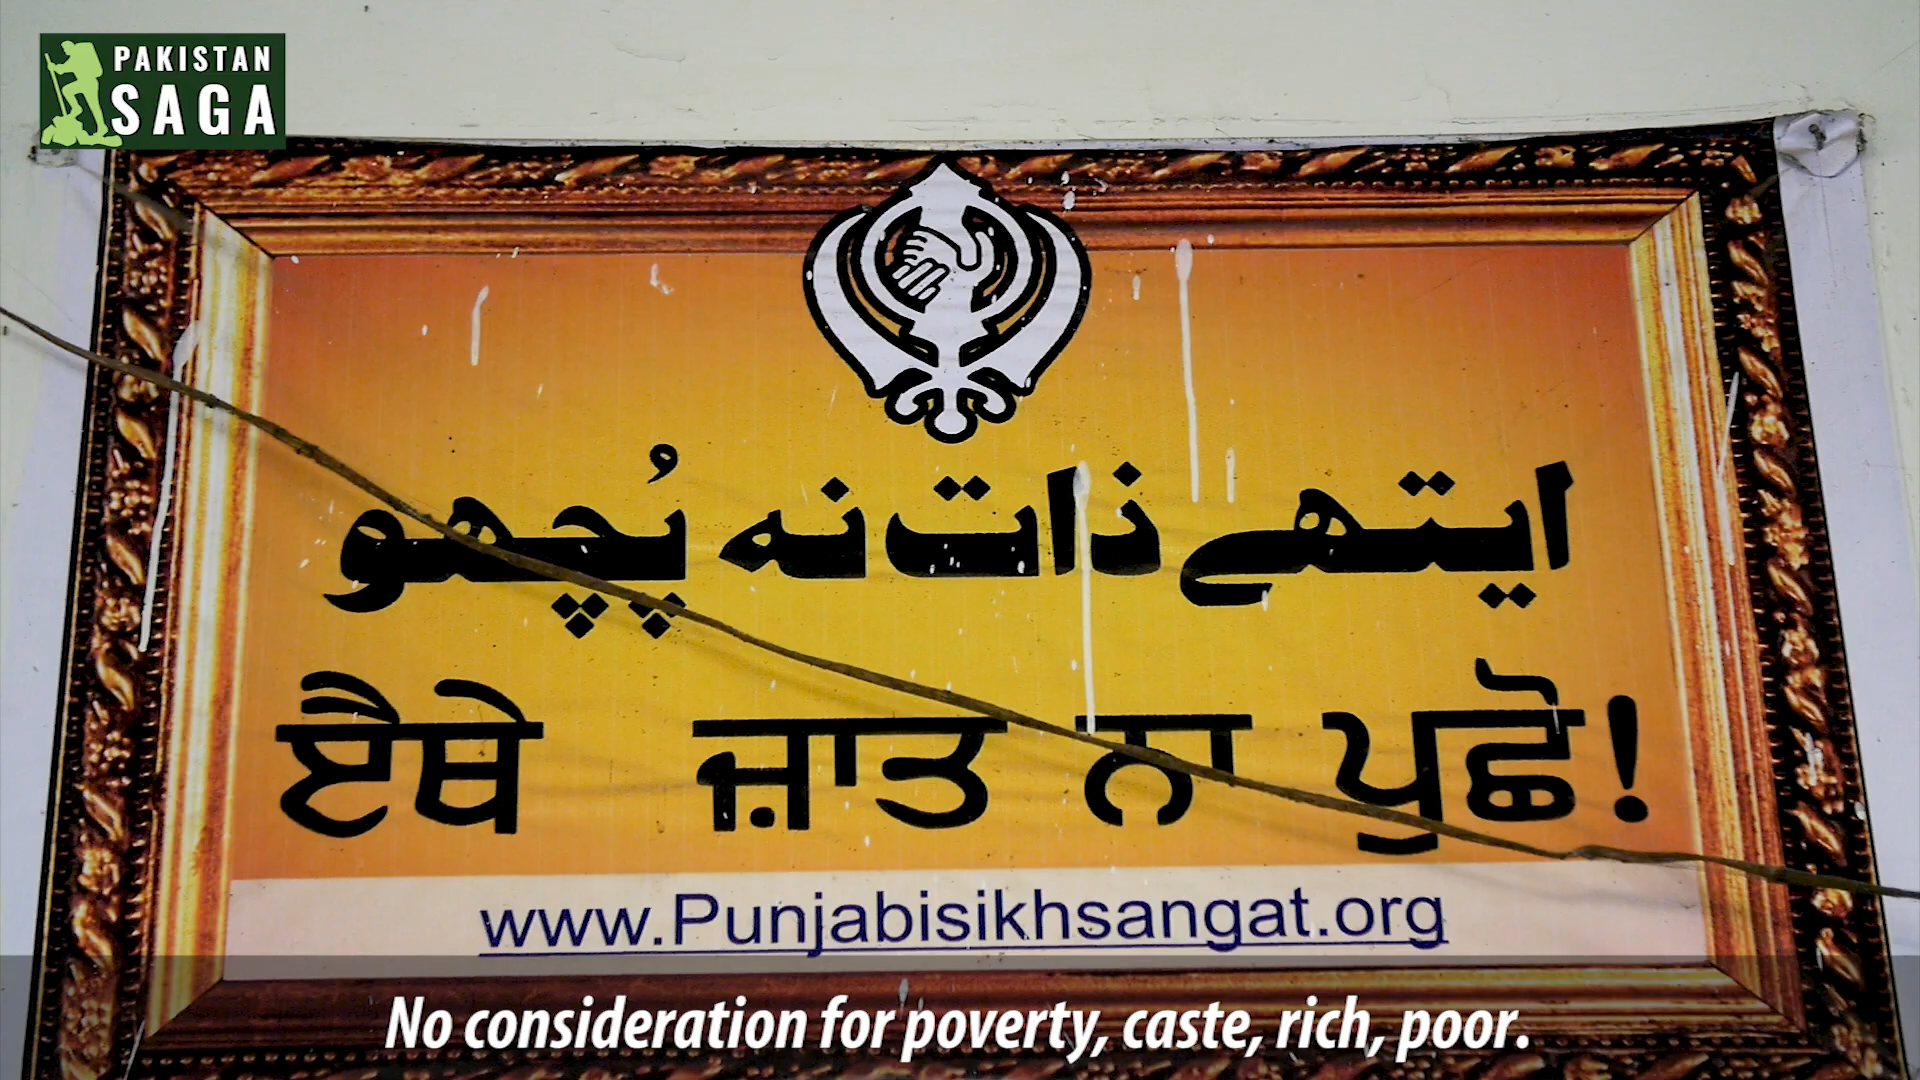 PAKISTAN
SAGA
ایتھے ذات نہ پُچھو
ਏਥੈ ਜ਼ਾਤ ਨਾ ਪੁਛੋ!
www.Punjabisikhsangat.org
No consideration for poverty, caste, rich, poor.